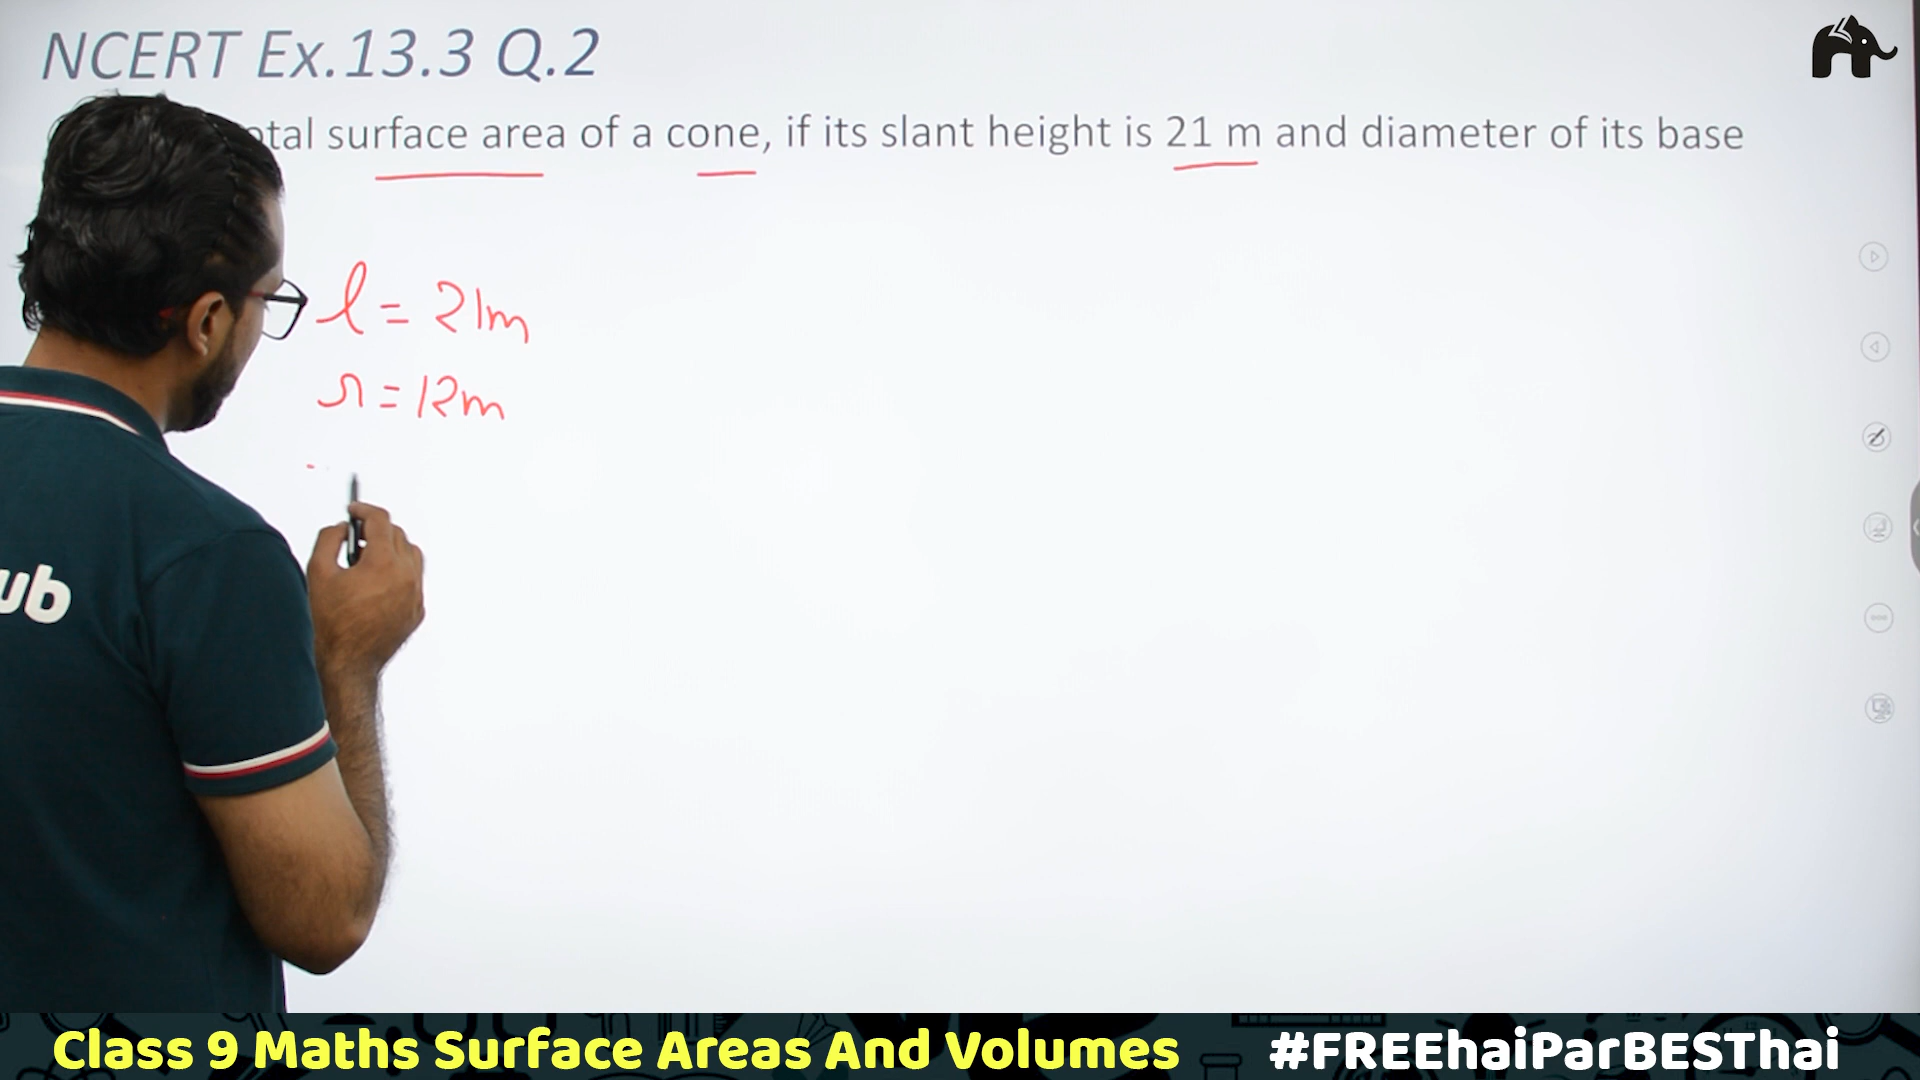 NCERT Ex.13.3 Q.2
otal surface area of a cone, if its slant height is 21 m and diameter of its base
l = 21m
r = 12m
ub
Class 9 Maths Surface Areas And Volumes #FREEhaiParBESThai